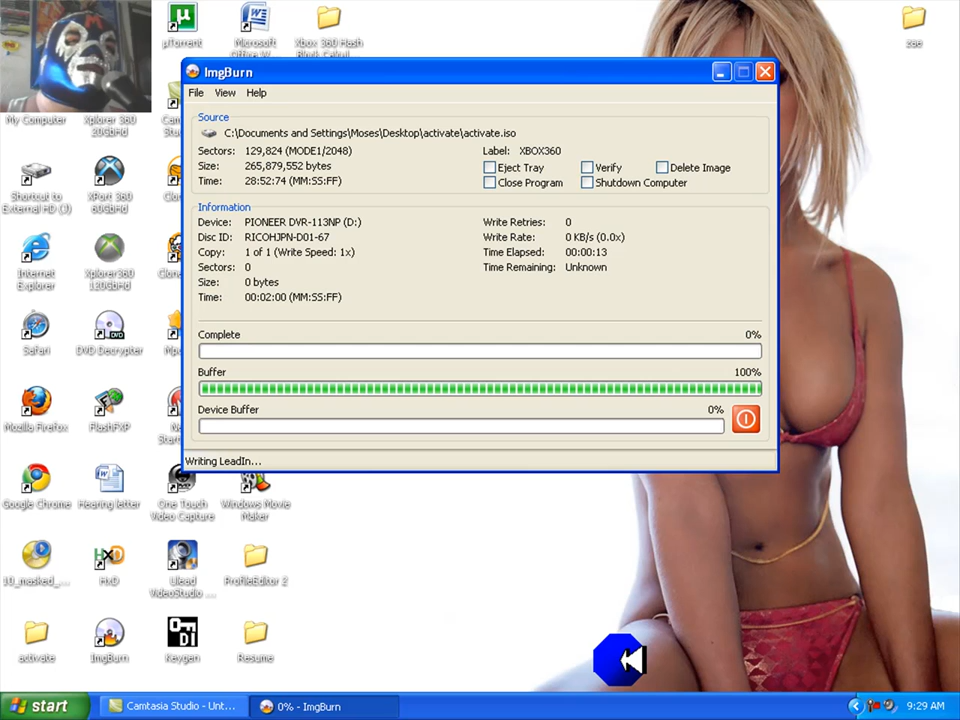 µTorrent
Microsoft Office W...
Xbox 360 Hash
zae
ImgBurn
File View Help
Source
C:\Documents and Settings\Moses\Desktop\activate\activate.iso
Sectors: 129,824 (MODE1/2048)
Label: XBOX360
Size: 265,879,552 bytes
Eject Tray Verify Delete Image
Time: 28:52:74 (MM:SS:FF)
Close Program Shutdown Computer
Information
Device: PIONEER DVR-113NP (D:)
Write Retries: 0
Disc ID: RICOHJPN-D01-67
Write Rate: 0 KB/s (0.0x)
Copy: 1 of 1 (Write Speed: 1x)
Time Elapsed: 00:00:13
Sectors: 0
Time Remaining: Unknown
Size: 0 bytes
Time: 00:02:00 (MM:SS:FF)
Complete 0%
Buffer 100%
Device Buffer 0%
Writing LeadIn...
My Computer
Xplorer 360
20GbHd
Shortcut to
External HD (J)
XPort 360
60GbHd
Internet
Explorer
Xplorer360
120GbHd
Safari
DVD Decrypter
Mozilla Firefox
FlashFXP
Google Chrome
Hearing letter
One Touch
Video Capture
Windows Movie
Maker
10_masked_...
HxD
Ulead
VideoStudio ...
ProfileEditor 2
activate
ImgBurn
Keygen
Resume
start
Camtasia Studio - Unt...
0% - ImgBurn
9:29 AM